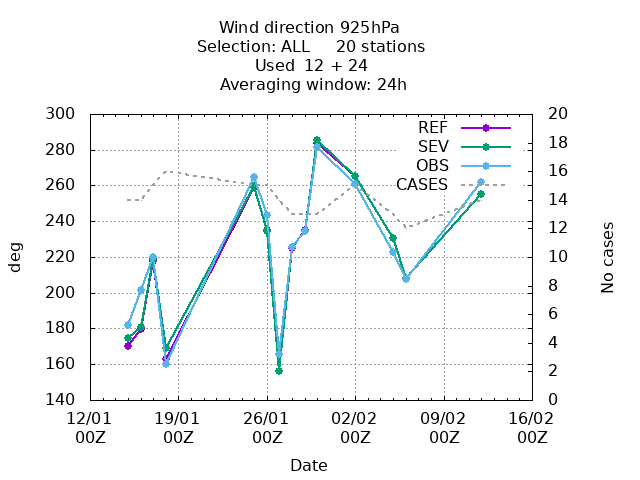 Wind direction 925hPa
Selection: ALL     20 stations
Used  12 + 24
Averaging window: 24h
300
280
260
240
220
200
180
160
140
deg
20
18
16
14
12
10
8
6
4
2
0
No cases
REF
SEV
OBS
CASES
12/01 19/01 26/01 02/02 09/02 16/02
00Z 00Z 00Z 00Z 00Z 00Z
Date